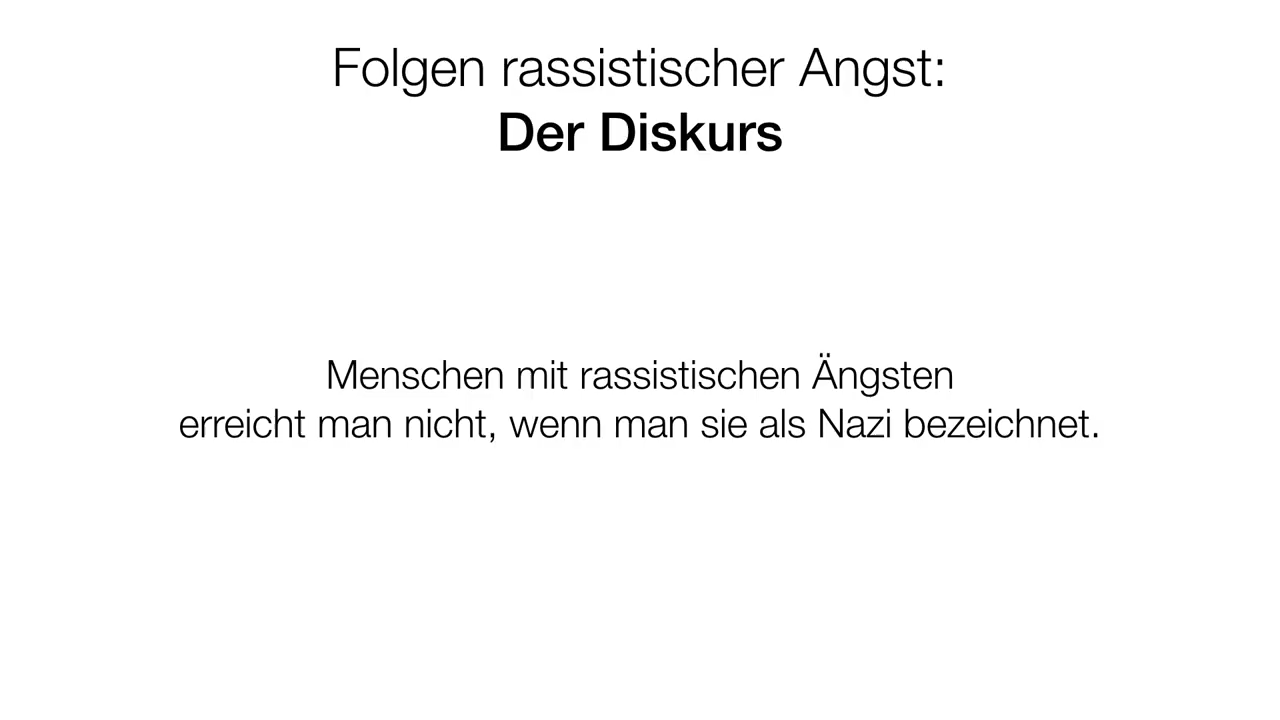 Folgen rassistischer Angst:
Der Diskurs
Menschen mit rassistischen Ängsten
erreicht man nicht, wenn man sie als Nazi bezeichnet.